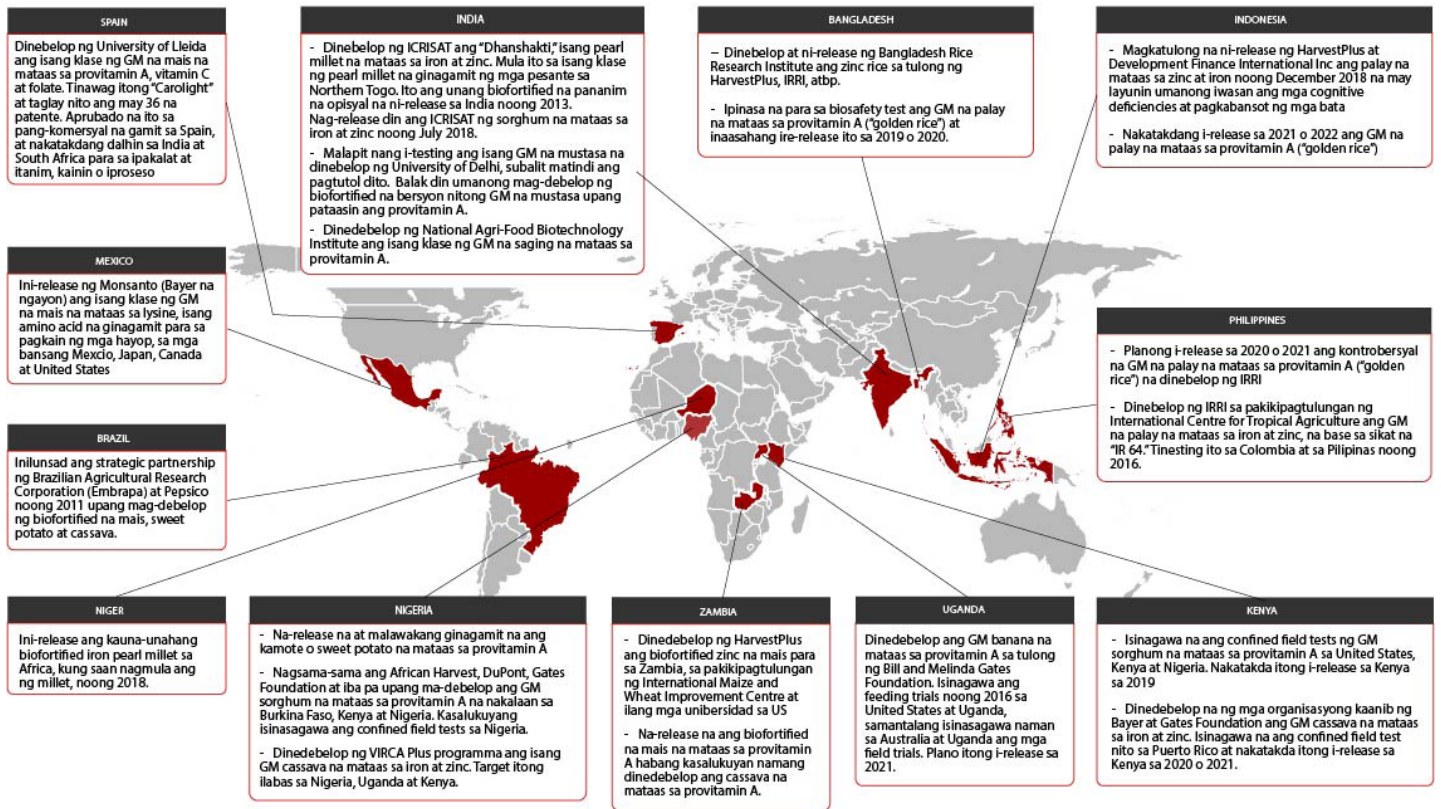 SPAIN
Dinebelop ng University of Lleida
ang isang klase ng GM na mais na
mataas sa provitamin A, vitamin C
at folate. Tinawag itong "Carolight"
at taglay nito ang may 36 na
patente. Aprubado na ito sa
pang-komersyal na gamit sa Spain,
at nakatakdang dalhin sa India at
South Africa para sa ipakalat at
itanim, kainin o iproseso
INDIA
- Dinebelop ng ICRISAT ang "Dhanshakti," isang pearl
millet na mataas sa iron at zinc. Mula ito sa isang klase
ng pearl millet na ginagamit ng mga pesante sa
Northern Togo. Ito ang unang biofortified na pananim
na opisyal na ni-release sa India noong 2013.
Nag-release din ang ICRISAT ng sorghum na mataas sa
iron at zinc noong July 2018.
- Malapit nang i-testing ang isang GM na mustasa na
dinebelop ng University of Delhi, subalit matindi ang
pagtutol dito. Balak din umanong mag-debelop ng
biofortified na bersyon nitong GM na mustasa upang
pataasin ang provitamin A.
- Dinedebelop ng National Agri-Food Biotechnology
Institute ang isang klase ng GM na saging na mataas sa
provitamin A.
BANGLADESH
– Dinebelop at ni-release ng Bangladesh Rice
Research Institute ang zinc rice sa tulong ng
HarvestPlus, IRRI, atbp.
- Ipinasa na para sa biosafety test ang GM na palay
na mataas sa provitamin A ("golden rice") at
inaasahang ire-release ito sa 2019 o 2020.
INDONESIA
- Magkatulong na ni-release ng HarvestPlus at
Development Finance International Inc ang palay na
mataas sa zinc at iron noong December 2018 na may
layunin umanong iwasan ang mga cognitive
deficiencies at pagkabansot ng mga bata
- Nakatakdang i-release sa 2021 o 2022 ang GM na
palay na mataas sa provitamin A ("golden rice")
MEXICO
Ini-release ng Monsanto (Bayer na
ngayon) ang isang klase ng GM
na mais na mataas sa lysine, isang
amino acid na ginagamit para sa
pagkain ng mga hayop, sa mga
bansang Mexcio, Japan, Canada
at United States
PHILIPPINES
- Planong i-release sa 2020 o 2021 ang kontrobersyal
na GM na palay na mataas sa provitamin A ("golden
rice") na dinebelop ng IRRI
- Dinebelop ng IRRI sa pakikipagtulungan ng
International Centre for Tropical Agriculture ang GM
na palay na mataas sa iron at zinc, na base sa sikat na
"IR 64." Tinesting ito sa Colombia at sa Pilipinas noong
2016.
BRAZIL
Inilunsad ang strategic partnership
ng Brazilian Agricultural Research
Corporation (Embrapa) at Pepsico
noong 2011 upang mag-debelop
ng biofortified na mais, sweet
potato at cassava.
NIGER
Ini-release ang kauna-unahang
biofortified iron pearl millet sa
Africa, kung saan nagmula ang
ng millet, noong 2018.
NIGERIA
- Na-release na at malawakang ginagamit na ang
kamote o sweet potato na mataas sa provitamin A
- Nagsama-sama ang African Harvest, DuPont, Gates
Foundation at iba pa upang ma-debelop ang GM
sorghum na mataas sa provitamin A na nakalaan sa
Burkina Faso, Kenya at Nigeria. Kasalukuyang
isinasagawa ang confined field tests sa Nigeria.
- Dinedebelop ng VIRCA Plus programma ang isang
GM cassava na mataas sa iron at zinc. Target itong
ilabas sa Nigeria, Uganda at Kenya.
ZAMBIA
- Dinedebelop ng HarvestPlus
ang biofortified zinc na mais para
sa Zambia, sa pakikipagtulungan
ng International Maize and
Wheat Improvement Centre at
ilang mga unibersidad sa US
- Na-release na ang biofortified
na mais na mataas sa provitamin
A habang kasalukuyan namang
dinedebelop ang cassava na
mataas sa provitamin A.
UGANDA
Dinedebelop ang GM banana na
mataas sa provitamin A sa tulong
ng Bill and Melinda Gates
Foundation. Isinagawa ang
feeding trials noong 2016 sa
United States at Uganda,
samantalang isinasagawa naman
sa Australia at Uganda ang mga
field trials. Plano itong i-release sa
2021.
KENYA
- Isinagawa na ang confined field tests ng GM
sorghum na mataas sa provitamin A sa United States,
Kenya at Nigeria. Nakatakda itong i-release sa Kenya
sa 2019
- Dinedebelop na ng mga organisasyong kaanib ng
Bayer at Gates Foundation ang GM cassava na mataas
sa iron at zinc. Isinagawa na ang confined field test
nito sa Puerto Rico at nakatakda itong i-release sa
Kenya sa 2020 o 2021.